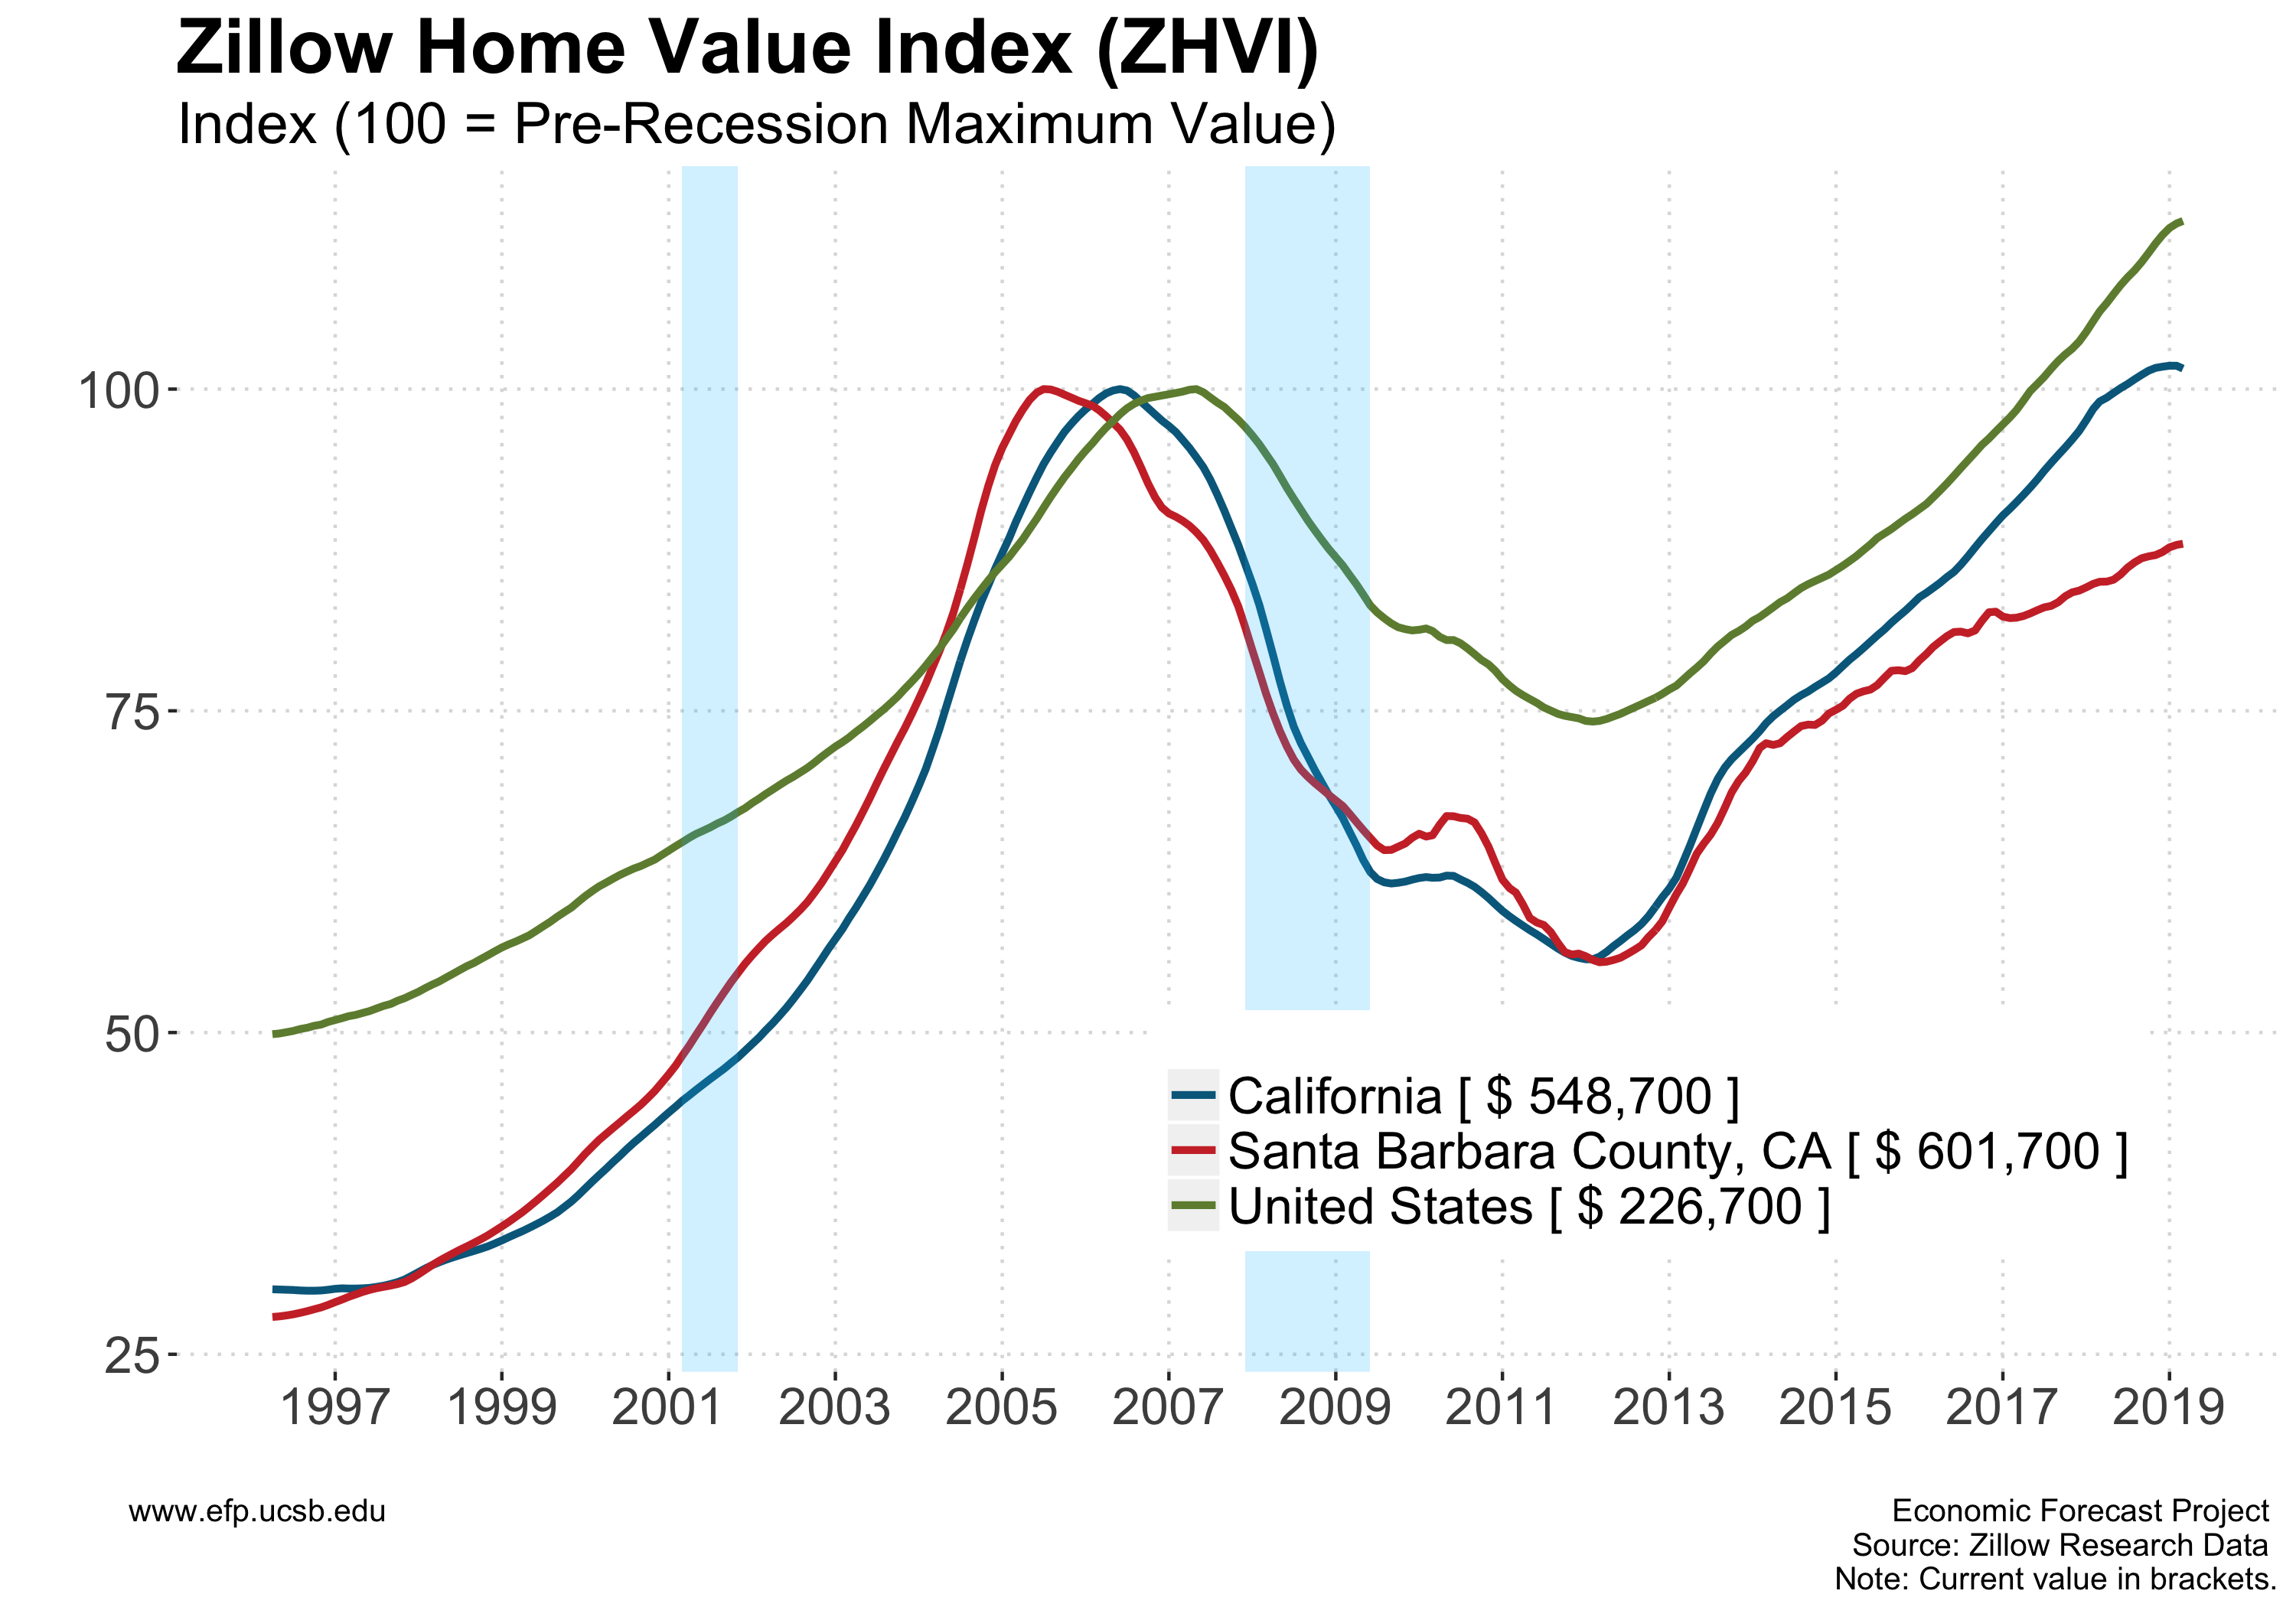 Zillow Home Value Index (ZHVI)
Index (100 = Pre-Recession Maximum Value)
100
75
50
25
California [ $ 548,700 ]
Santa Barbara County, CA [ $ 601,700 ]
United States [ $ 226,700 ]
1997 1999 2001 2003 2005 2007 2009 2011 2013 2015 2017 2019
www.efp.ucsb.edu
Economic Forecast Project
Source: Zillow Research Data
Note: Current value in brackets.